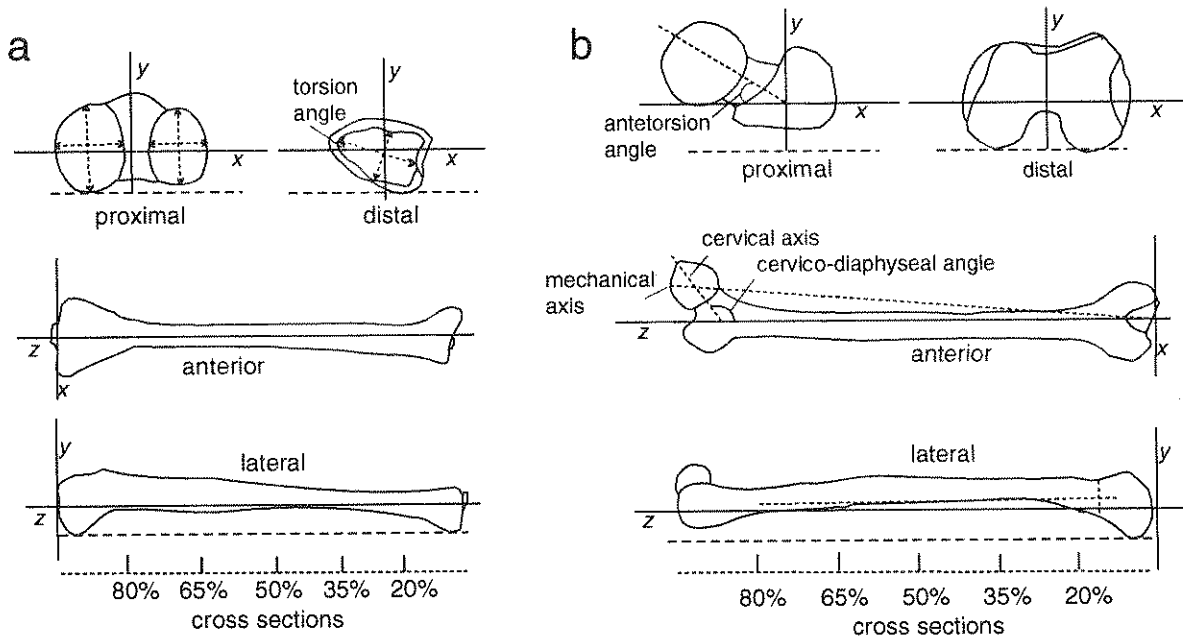 a
y
torsion
angle
x
x
proximal
distal
z
anterior
x
y
lateral
z
80% 65% 50% 35% 20%
cross sections
b
y
x
x
antetorsion
angle
proximal
distal
cervical axis
cervico-diaphyseal angle
mechanical
axis
z
anterior
x
lateral
y
z
80% 65% 50% 35% 20%
cross sections